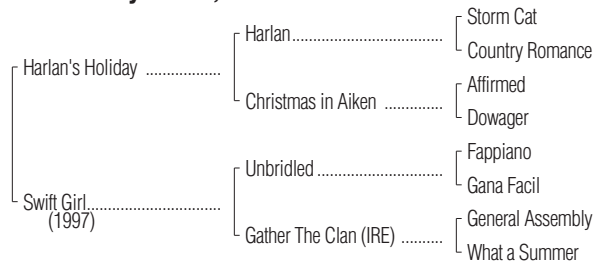 Storm Cat
Harlan
Country Romance
Harlan's Holiday
Affirmed
Christmas in Aiken
Dowager
Fappiano
Unbridled
Gana Facil
Swift Girl
(1997)
General Assembly
Gather The Clan (IRE)
What a Summer